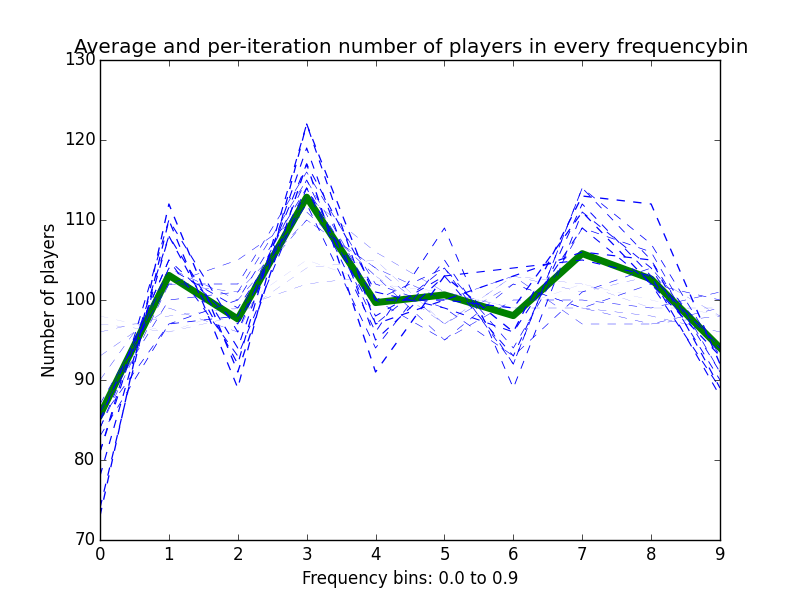 Average and per-iteration number of players in every frequencybin
130
120
110
100
90
80
70
Number of players
0 1 2 3 4 5 6 7 8 9
Frequency bins: 0.0 to 0.9